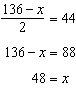 (136 − x)/2 = 44
136 − x = 88
48 = x